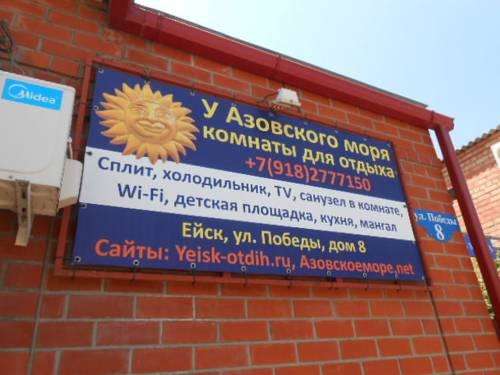 Midea
У Азовского моря
комнаты для отдыха
+7(918)2777150
Сплит, холодильник, TV, санузел в комнате,
Wi-Fi, детская площадка, кухня, мангал
Ейск, ул. Победы, дом 8
Сайты: Yeisk-otdih.ru, Азовскоеморе.net
ул. Победы
8